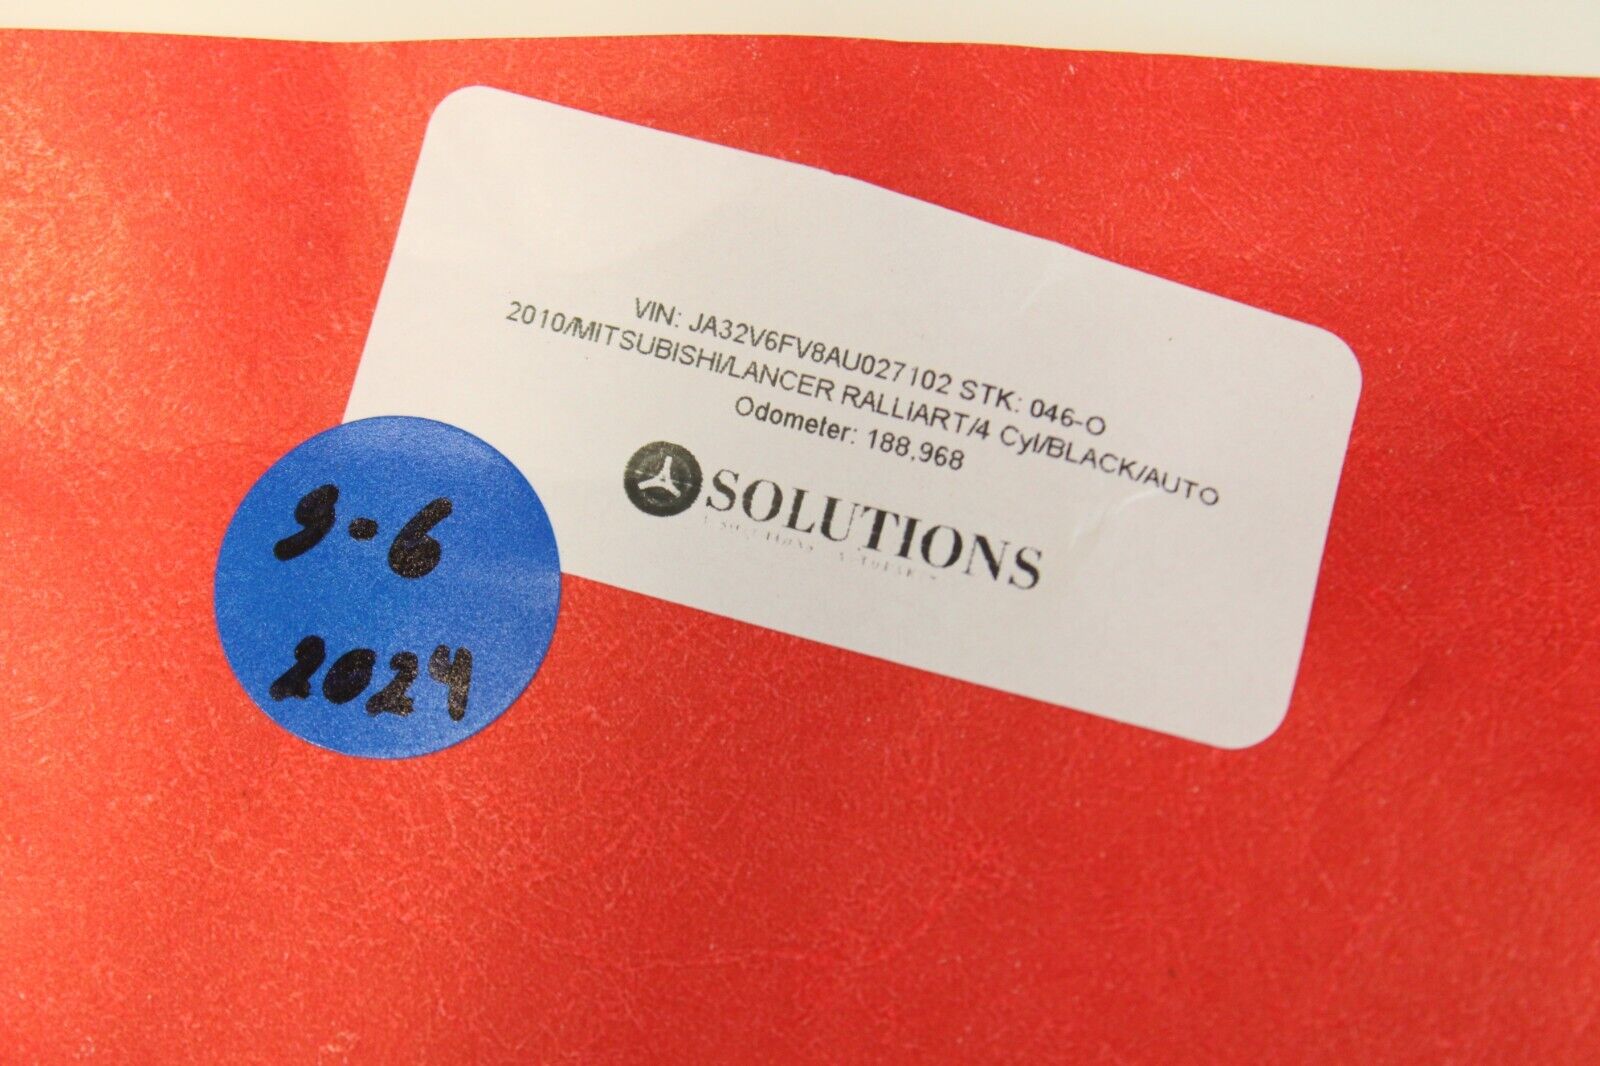 VIN: JA32V6FV8AU027102 STK: 046-O
2010/MITSUBISHI/LANCER RALLIART/4 Cyl/BLACK/AUTO
Odometer: 188,968
SOLUTIONS
9-6
2024